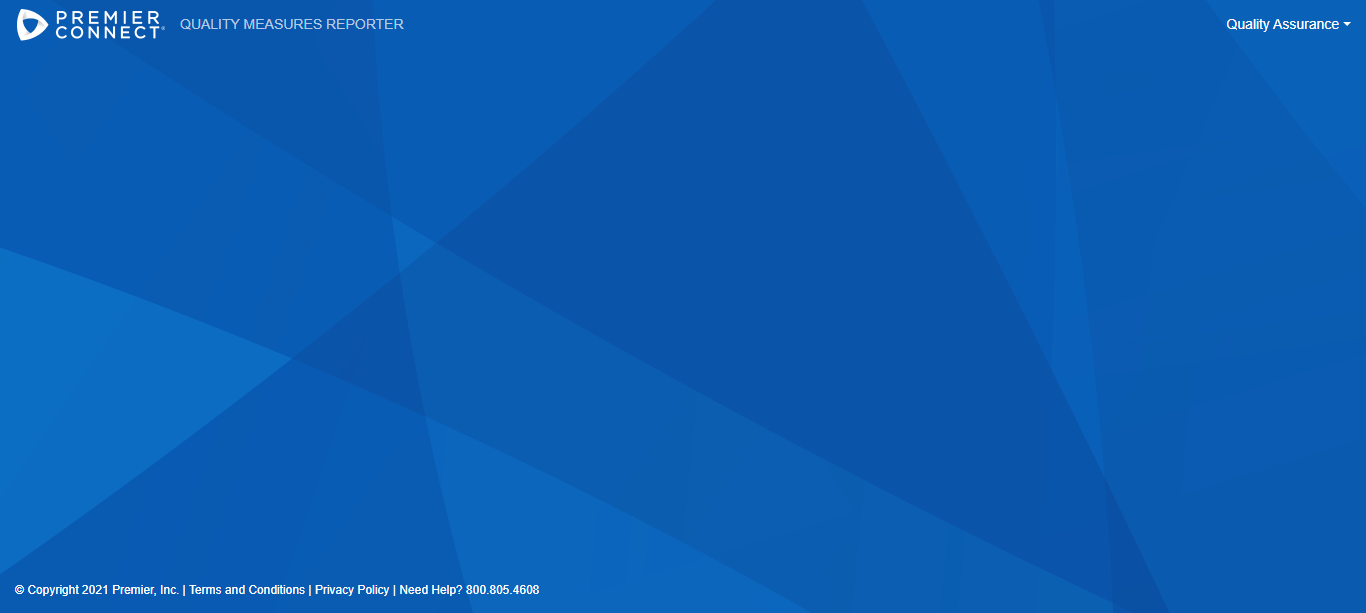 PREMIER
CONNECT®
QUALITY MEASURES REPORTER
Quality Assurance
© Copyright 2021 Premier, Inc. | Terms and Conditions | Privacy Policy | Need Help? 800.805.4608